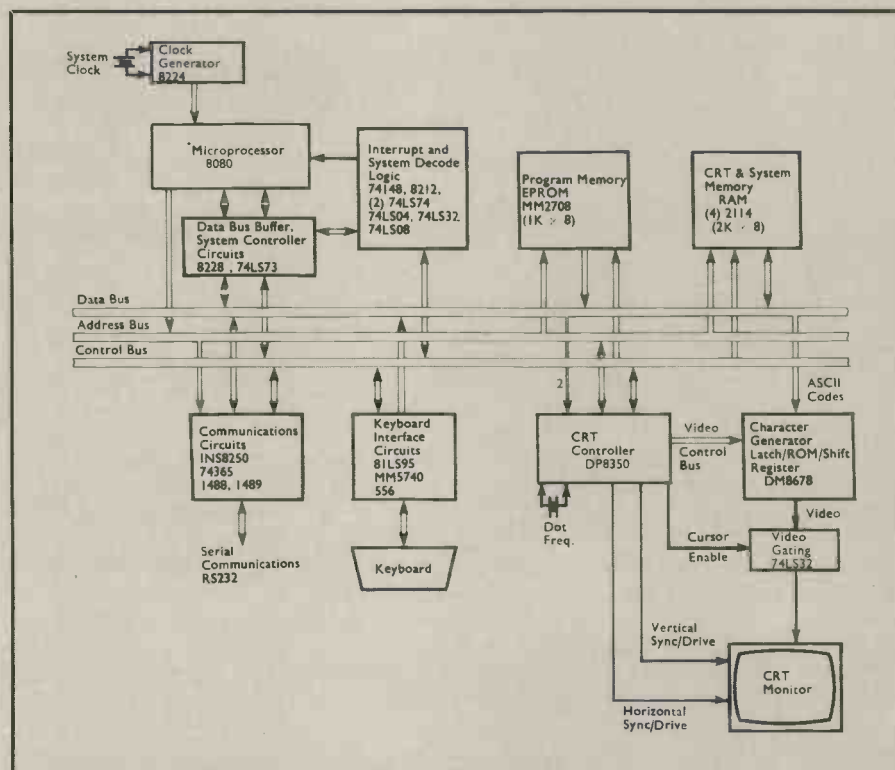 System
Clock
Clock
Generator
8224
Microprocessor
8080
Interrupt and
System Decode
Logic
74148, 8212,
(2) 74LS74
74LS04, 74LS32,
74LS08
Program Memory
EPROM
MM2708
(1K × 8)
CRT & System
Memory
RAM
(4) 2114
(2K × 8)
Data Bus Buffer,
System Controller
Circuits
8228 , 74LS73
Data Bus
Address Bus
Control Bus
2
ASCII
Codes
Communications
Circuits
INS8250
74365
1488, 1489
Keyboard
Interface
Circuits
81LS95
MM5740
556
CRT
Controller
DP8350
Video
Control
Bus
Character
Generator
Latch/ROM/Shift
Register
DM8678
Dot
Freq.
Video
Cursor
Enable
Video
Gating
74LS32
Serial
Communications
RS232
Keyboard
Vertical
Sync/Drive
CRT
Monitor
Horizontal
Sync/Drive